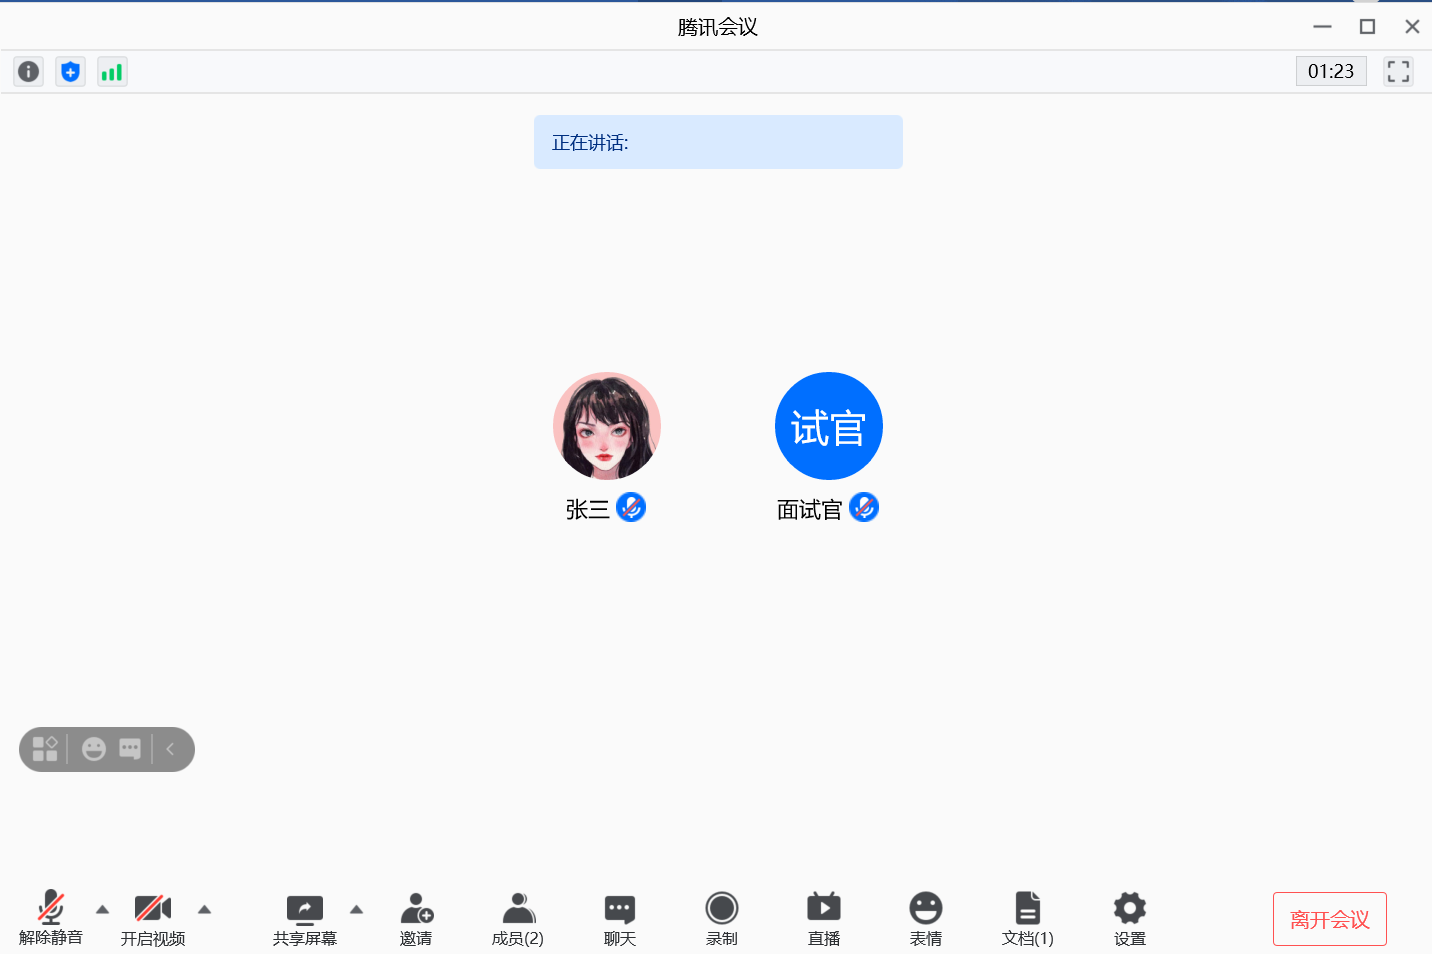 腾讯会议
01:23
正在讲话:
试官
张三
面试官
解除静音
开启视频
共享屏幕
邀请
成员(2)
聊天
录制
直播
表情
文档(1)
设置
离开会议